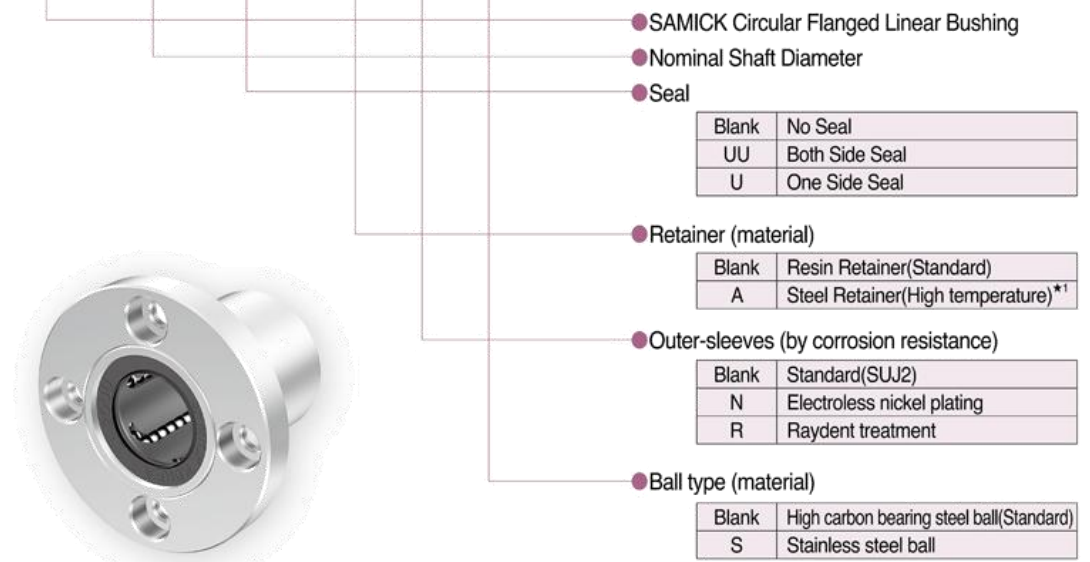 SAMICK Circular Flanged Linear Bushing
Nominal Shaft Diameter
Seal
Blank No Seal
UU Both Side Seal
U One Side Seal
Retainer (material)
Blank Resin Retainer(Standard)
A Steel Retainer(High temperature)★1
Outer-sleeves (by corrosion resistance)
Blank Standard(SUJ2)
N Electroless nickel plating
R Raydent treatment
Ball type (material)
Blank High carbon bearing steel ball(Standard)
S Stainless steel ball